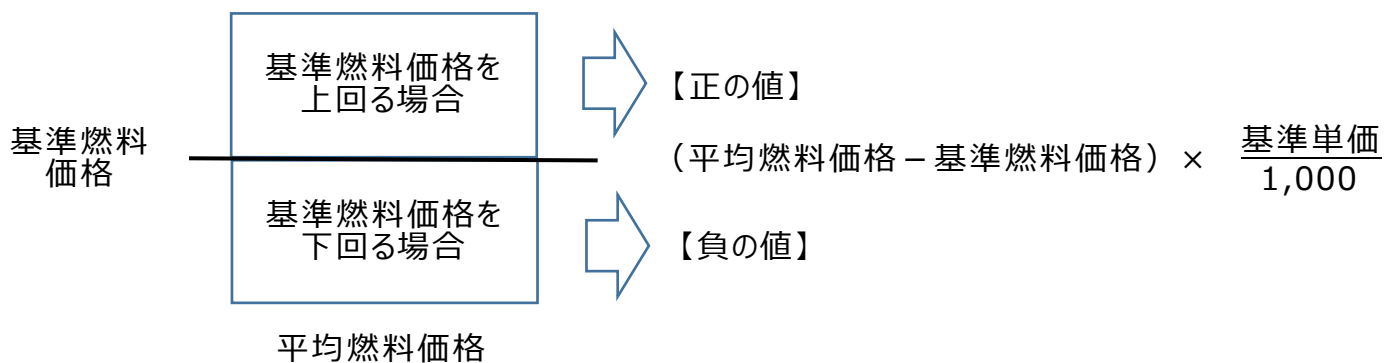 基準燃料価格を
上回る場合
【正の値】
基準燃料
価格
（平均燃料価格 – 基準燃料価格）× 基準単価
1,000
基準燃料価格を
下回る場合
【負の値】
平均燃料価格